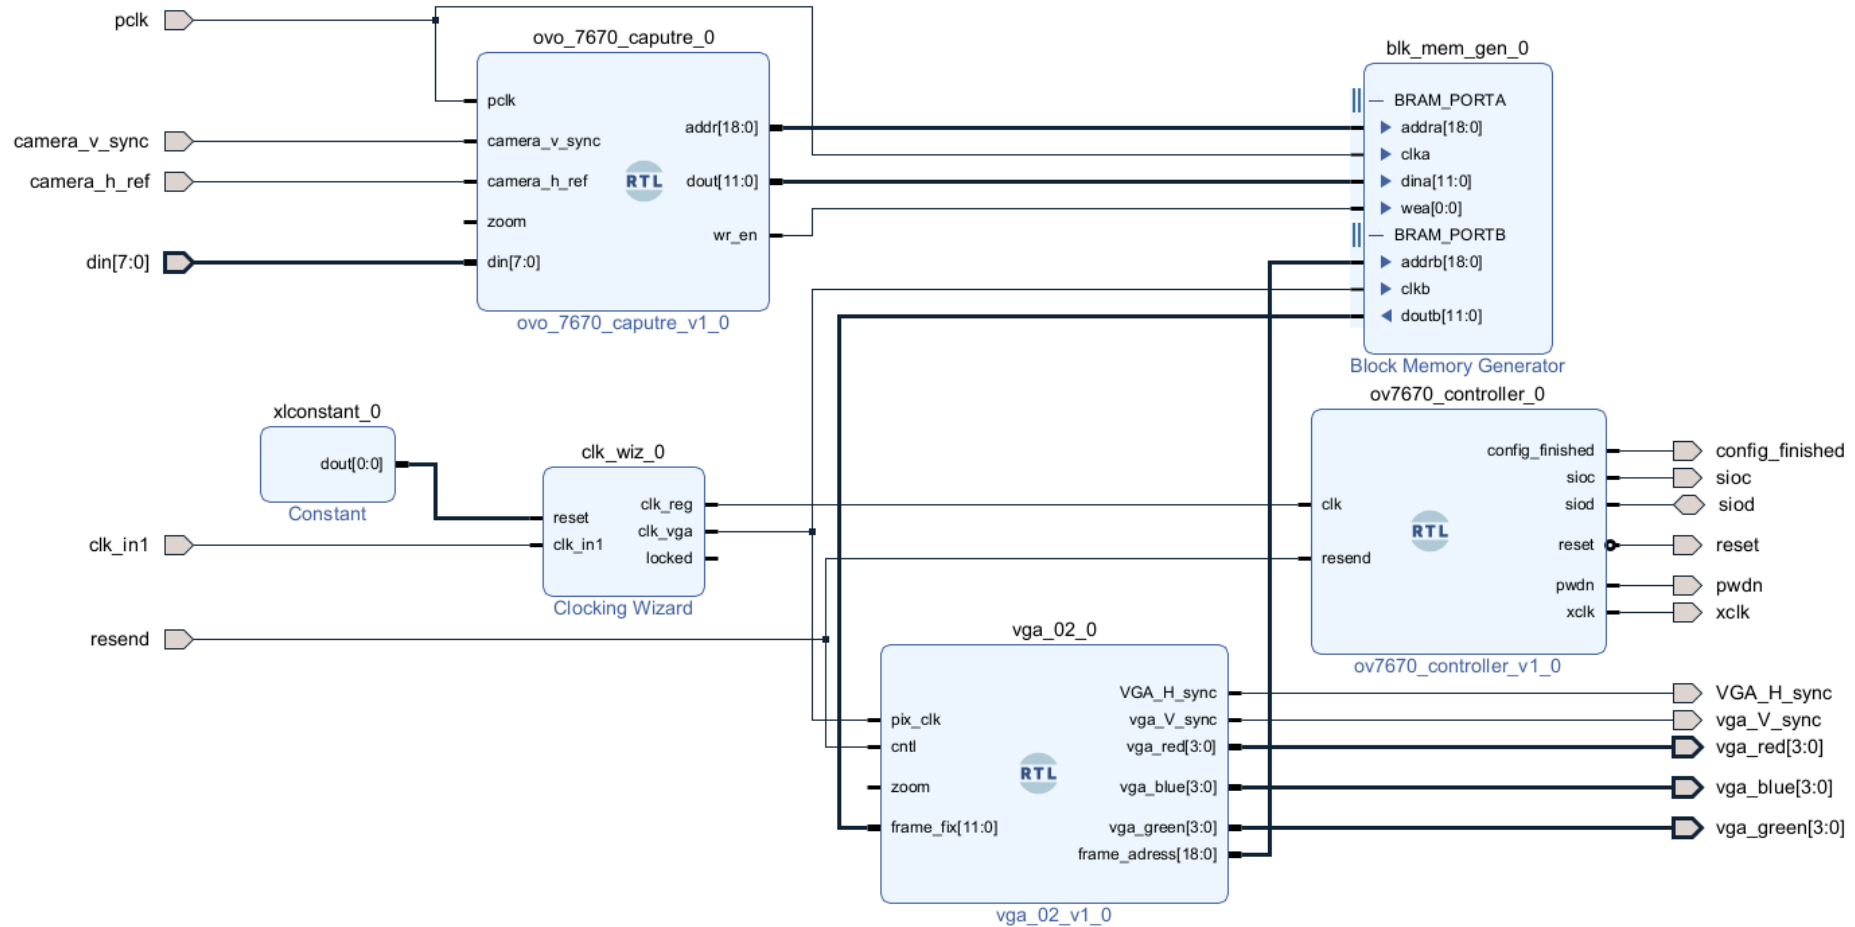 pclk
camera_v_sync
camera_h_ref
din[7:0]
ovo_7670_caputre_0
pclk
camera_v_sync
camera_h_ref
zoom
din[7:0]
RTL
addr[18:0]
dout[11:0]
wr_en
ovo_7670_caputre_v1_0
blk_mem_gen_0
BRAM_PORTA
addra[18:0]
clka
dina[11:0]
wea[0:0]
BRAM_PORTB
addrb[18:0]
clkb
doutb[11:0]
Block Memory Generator
xlconstant_0
dout[0:0]
Constant
clk_in1
resend
clk_wiz_0
reset
clk_in1
clk_reg
clk_vga
locked
Clocking Wizard
ov7670_controller_0
clk
resend
RTL
config_finished
sioc
siod
reset
pwdn
xclk
ov7670_controller_v1_0
config_finished
sioc
siod
reset
pwdn
xclk
vga_02_0
pix_clk
cntl
zoom
frame_fix[11:0]
RTL
VGA_H_sync
vga_V_sync
vga_red[3:0]
vga_blue[3:0]
vga_green[3:0]
frame_adress[18:0]
vga_02_v1_0
VGA_H_sync
vga_V_sync
vga_red[3:0]
vga_blue[3:0]
vga_green[3:0]